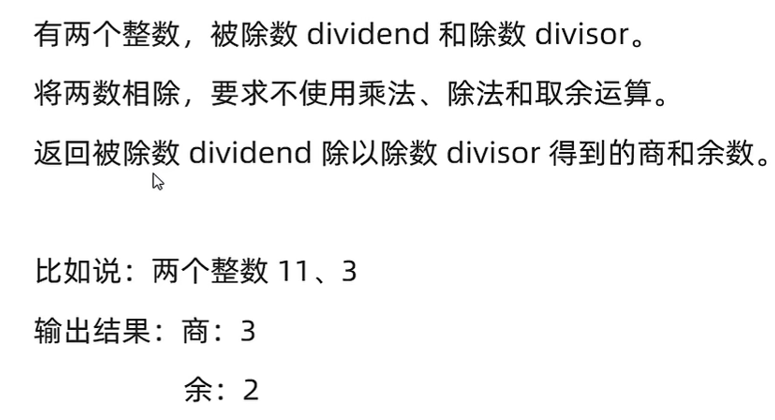 有两个整数，被除数 dividend 和除数 divisor。
将两数相除，要求不使用乘法、除法和取余运算。
返回被除数 dividend 除以除数 divisor 得到的商和余数。
比如说：两个整数 11、3
输出结果：商：3
余：2